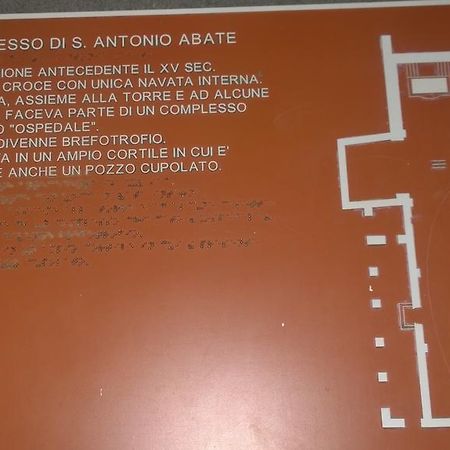 ESSO DI S. ANTONIO ABATE
IONE ANTECEDENTE IL XV SEC.
CROCE CON UNICA NAVATA INTERNA.
A, ASSIEME ALLA TORRE E AD ALCUNE
FACEVA PARTE DI UN COMPLESSO
O "OSPEDALE".
DIVENNE BREFOTROFIO.
A IN UN AMPIO CORTILE IN CUI E'
E ANCHE UN POZZO CUPOLATO.